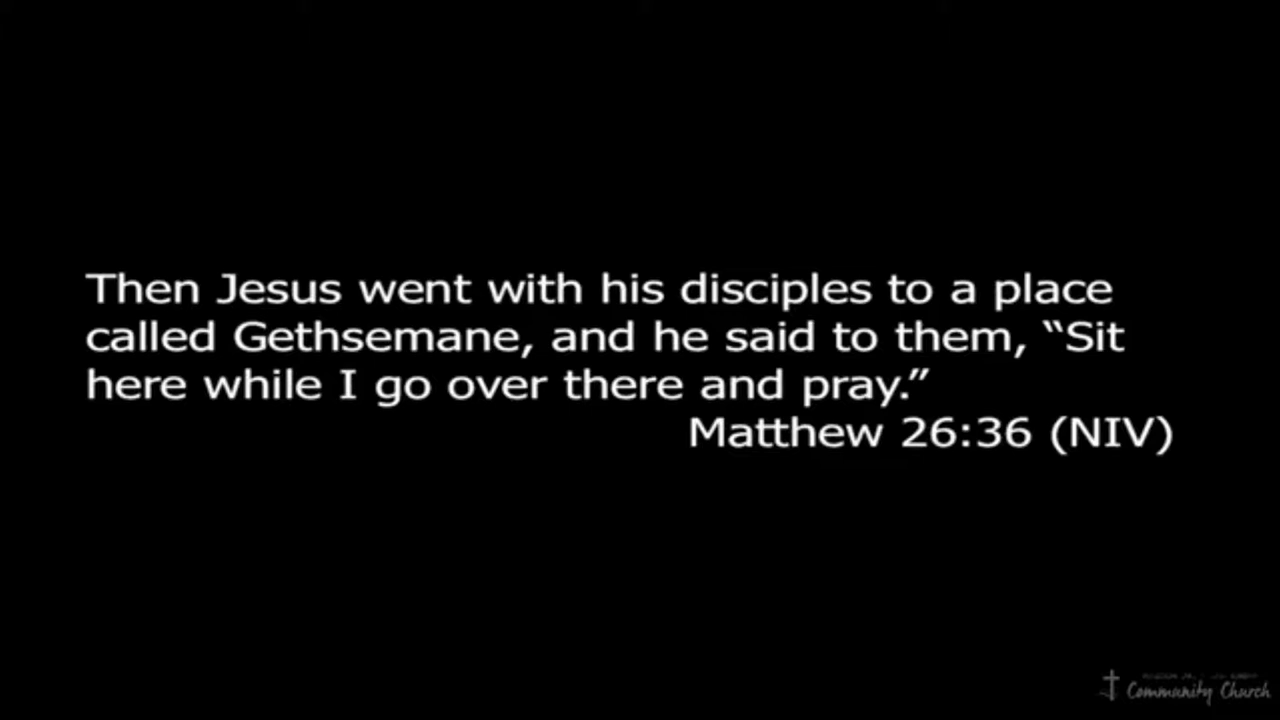 Then Jesus went with his disciples to a place
called Gethsemane, and he said to them, “Sit
here while I go over there and pray.”
Matthew 26:36 (NIV)
Community Church